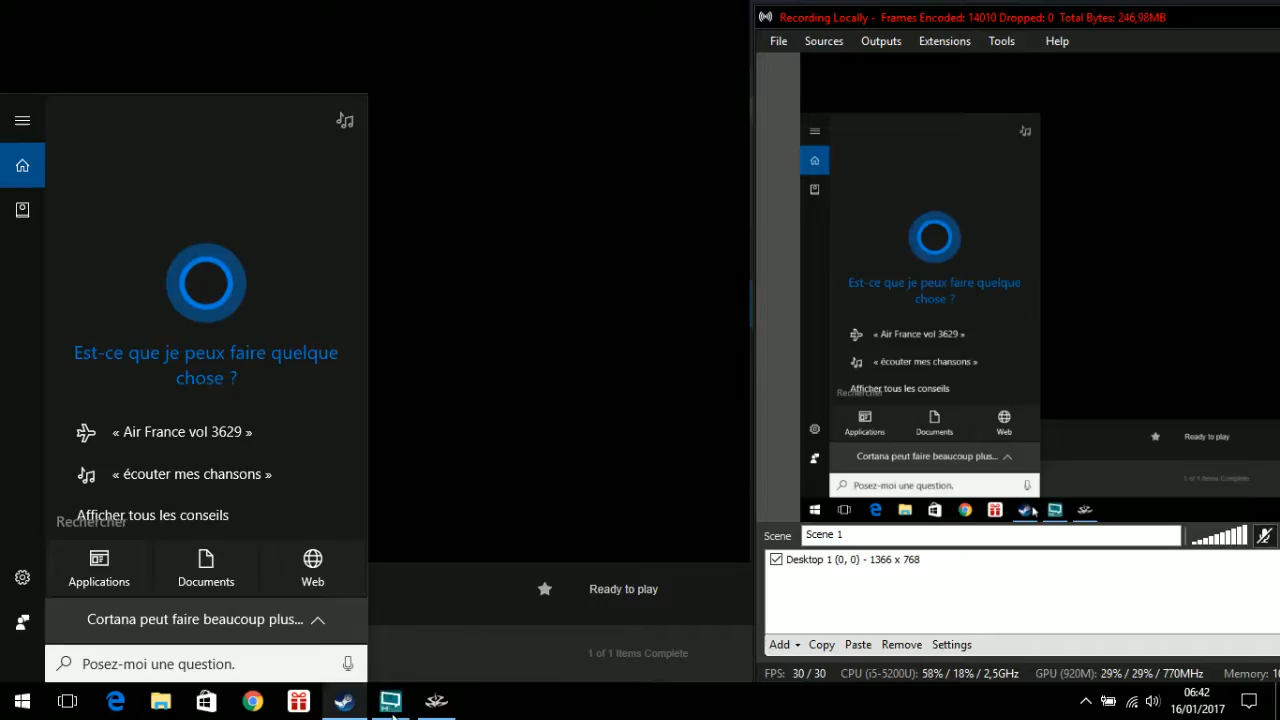 Recording Locally - Frames Encoded: 14010 Dropped: 0 Total Bytes: 246,98MB
File Sources Outputs Extensions Tools Help
Est-ce que je peux faire quelque
chose ?
« Air France vol 3629 »
« écouter mes chansons »
Afficher tous les conseils
Rechercher
Applications Documents Web
Cortana peut faire beaucoup plus...
Posez-moi une question.
Ready to play
1 of 1 Items Complete
Est-ce que je peux faire quelque
chose ?
« Air France vol 3629 »
« écouter mes chansons »
Afficher tous les conseils
Rechercher
Applications Documents Web
Cortana peut faire beaucoup plus...
Posez-moi une question.
Ready to play
1 of 1 Items Complete
Scene Scene 1
Desktop 1 (0, 0) - 1366 x 768
Add Copy Paste Remove Settings
FPS: 30 / 30 CPU (i5-5200U): 58% / 18% / 2,5GHz GPU (920M): 29% / 29% / 770MHz Memory:
06:42
16/01/2017